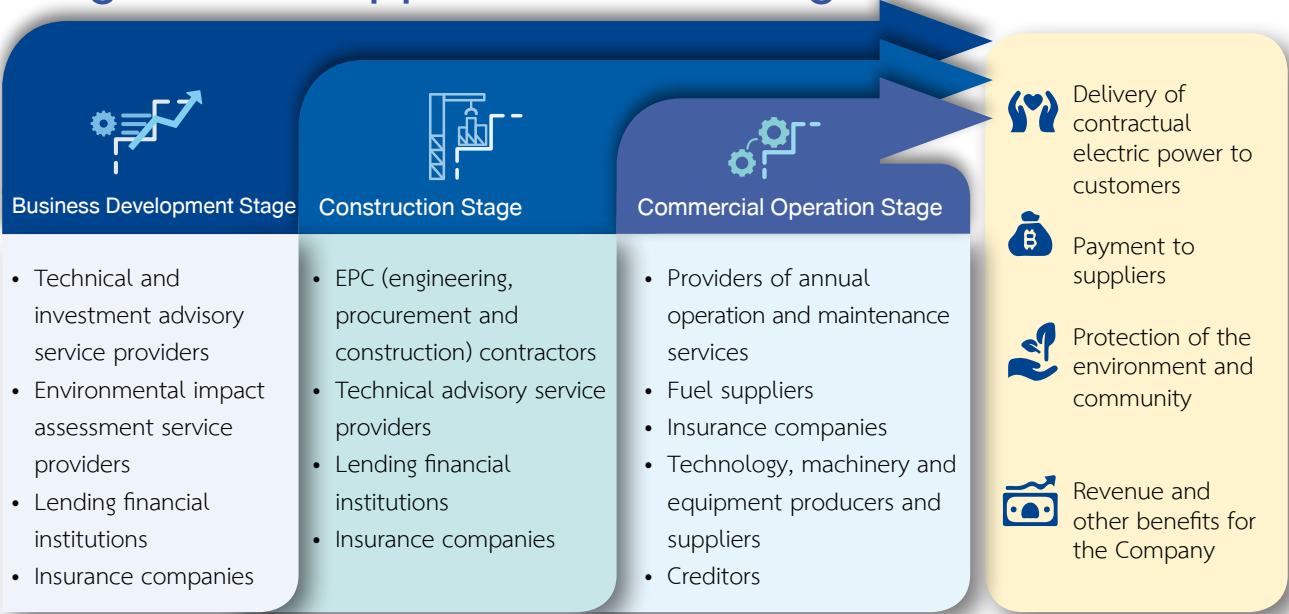 Business Development Stage
• Technical and
investment advisory
service providers
• Environmental impact
assessment service
providers
• Lending financial
institutions
• Insurance companies
Construction Stage
• EPC (engineering,
procurement and
construction) contractors
• Technical advisory service
providers
• Lending financial
institutions
• Insurance companies
Commercial Operation Stage
• Providers of annual
operation and maintenance
services
• Fuel suppliers
• Insurance companies
• Technology, machinery and
equipment producers and
suppliers
• Creditors
Delivery of
contractual
electric power to
customers
B
Payment to
suppliers
Protection of the
environment and
community
Revenue and
other benefits for
the Company